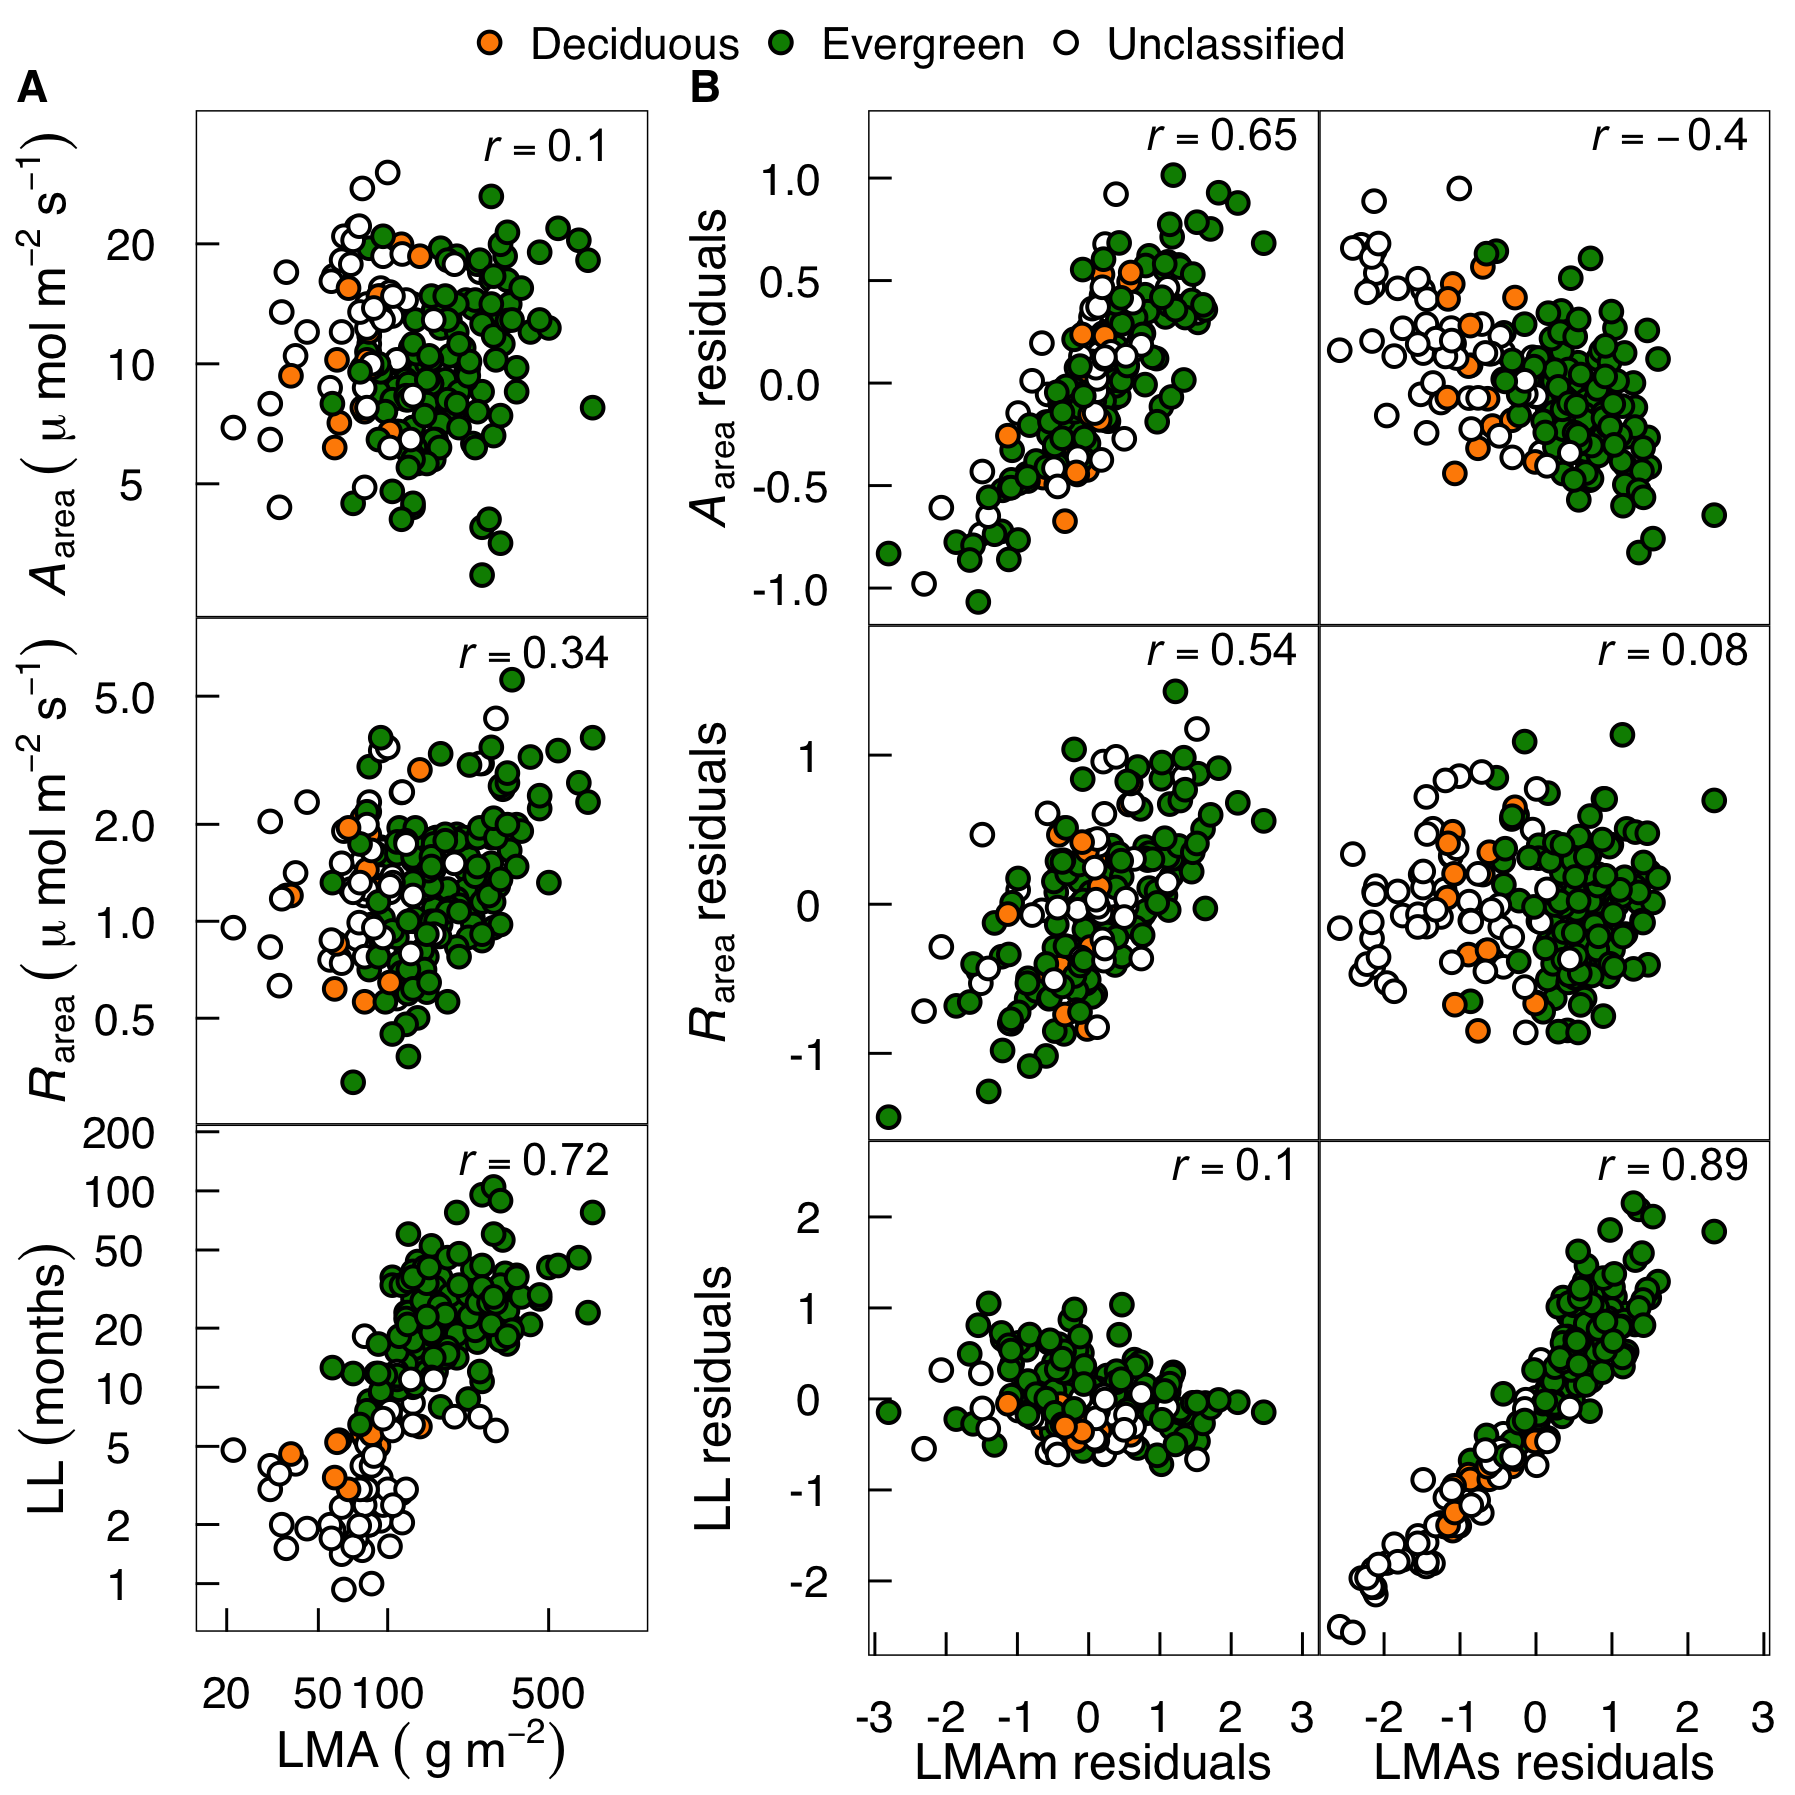 Deciduous Evergreen Unclassified
A
B
A_area ( μ mol m⁻² s⁻¹)
20
10
5
r = 0.1
R_area ( μ mol m⁻² s⁻¹)
5.0
2.0
1.0
0.5
r = 0.34
LL (months)
200
100
50
20
10
5
2
1
r = 0.72
20 50 100 500
LMA ( g m⁻²)
A_area residuals
1.0
0.5
0.0
-0.5
-1.0
r = 0.65
r = −0.4
R_area residuals
1
0
-1
r = 0.54
r = 0.08
LL residuals
2
1
0
-1
-2
r = 0.1
r = 0.89
-3 -2 -1 0 1 2 3
-2 -1 0 1 2 3
LMAm residuals
LMAs residuals